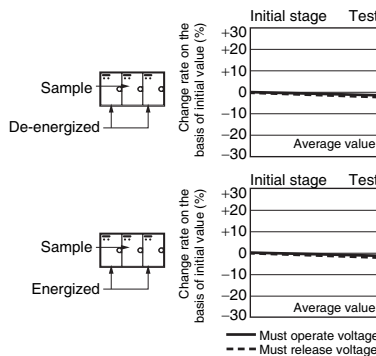 Initial stage Test
Change rate on the
basis of initial value (%)
+30
+20
+10
0
−10
−20
−30
Average value
Sample
De-energized
Initial stage Test
Change rate on the
basis of initial value (%)
+30
+20
+10
0
−10
−20
−30
Average value
Sample
Energized
Must operate voltage
Must release voltage